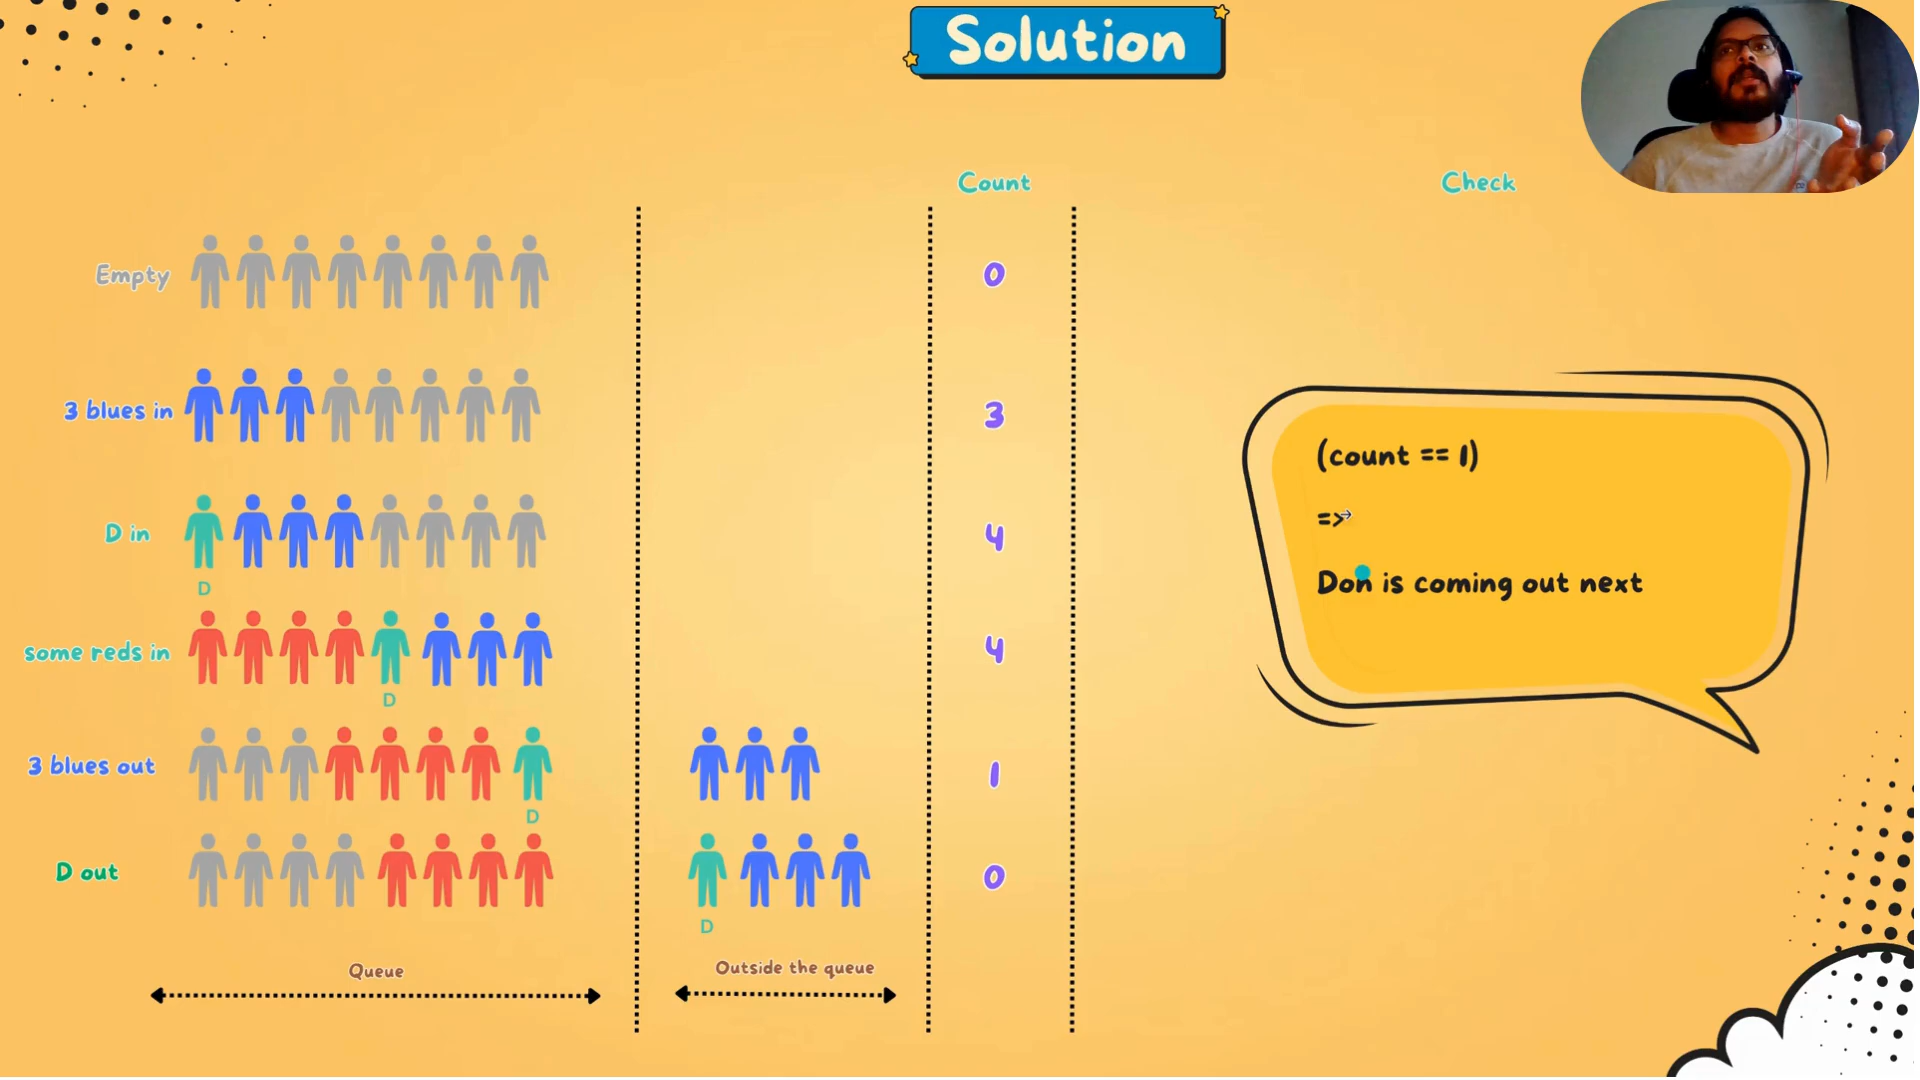 Solution
Count
Check
Empty
0
3 blues in
3
D in
4
D
some reds in
4
D
3 blues out
1
D
D out
0
D
Queue
Outside the queue
(count == 1)
=>
Don is coming out next